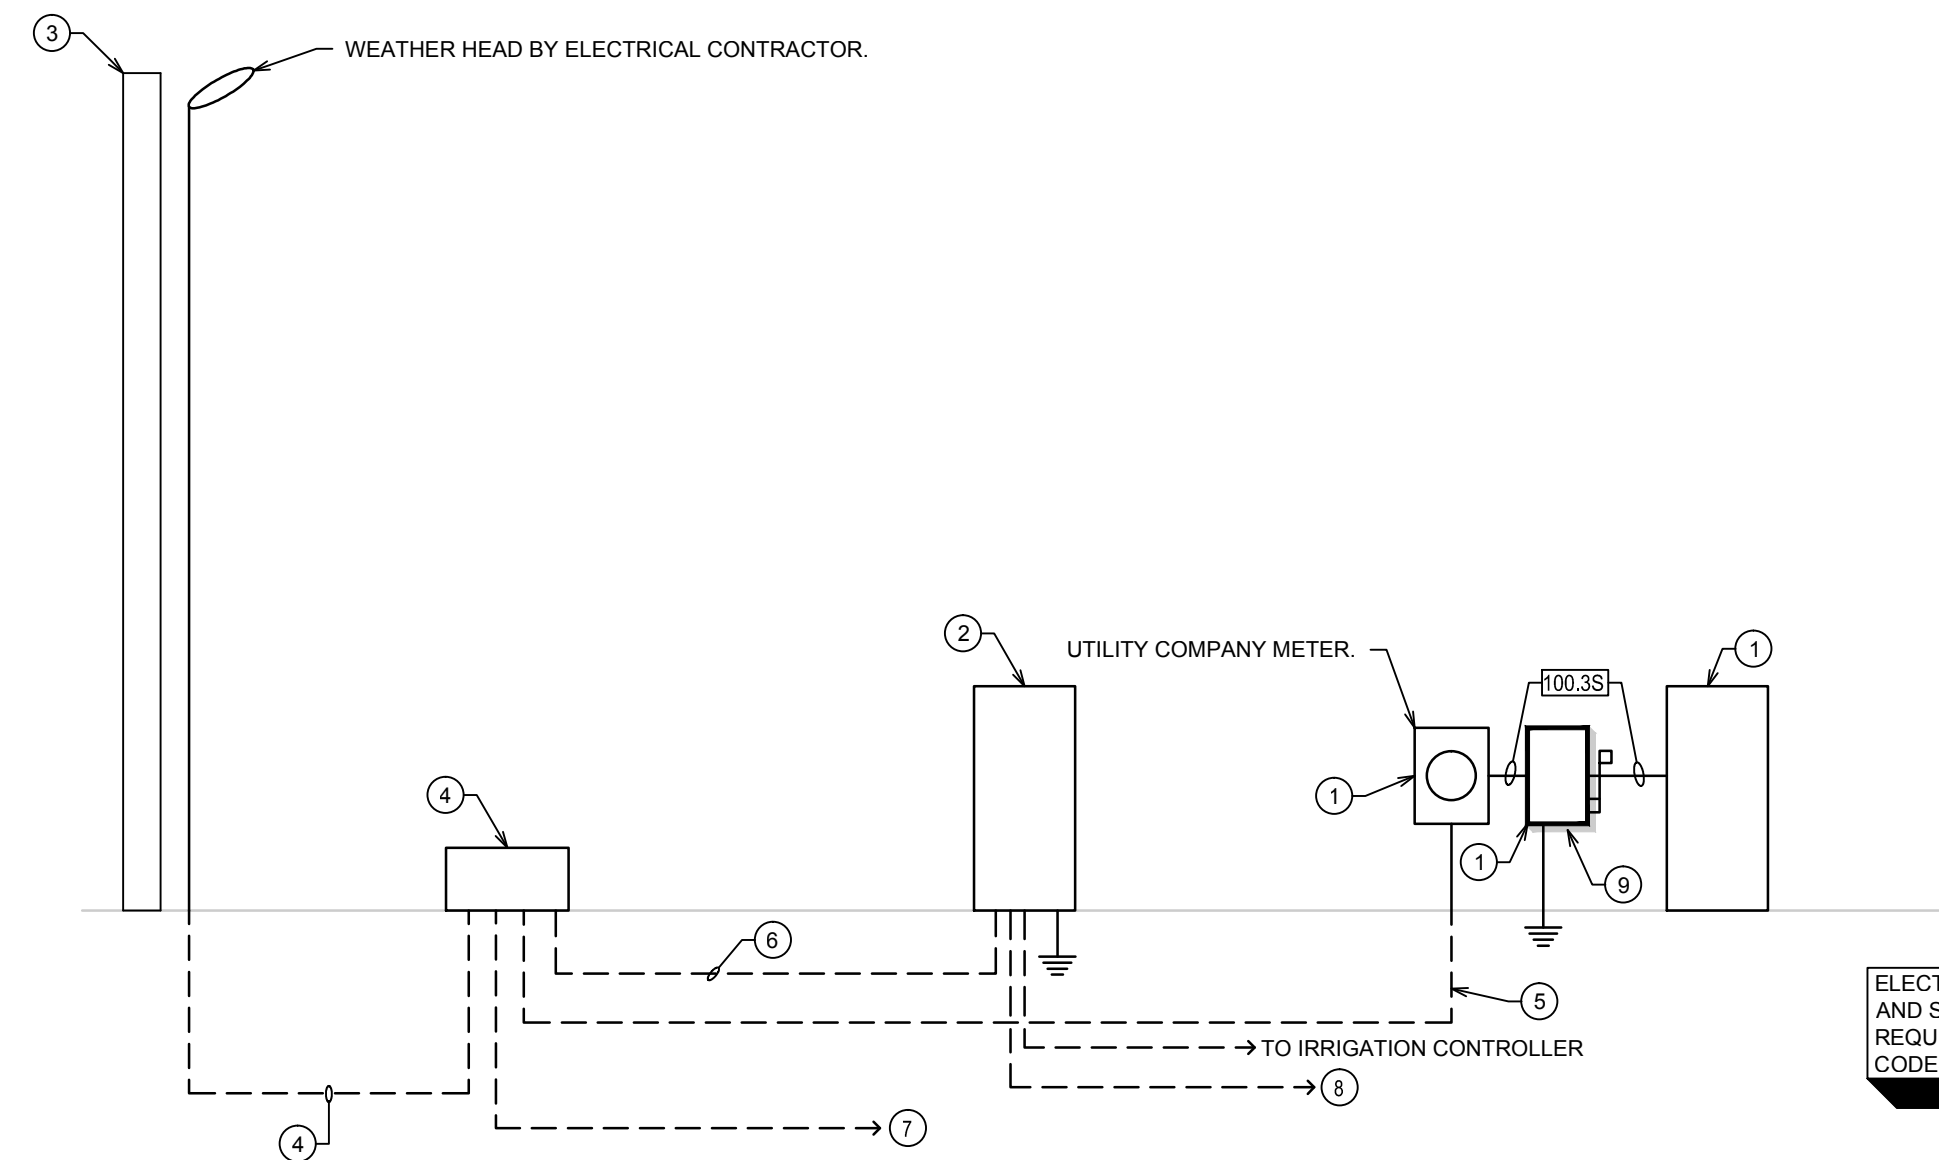 3
WEATHER HEAD BY ELECTRICAL CONTRACTOR.
2
UTILITY COMPANY METER.
1
100.3S
4
1
1
9
6
5
TO IRRIGATION CONTROLLER
8
7
4
ELECT
AND S
REQU
CODE